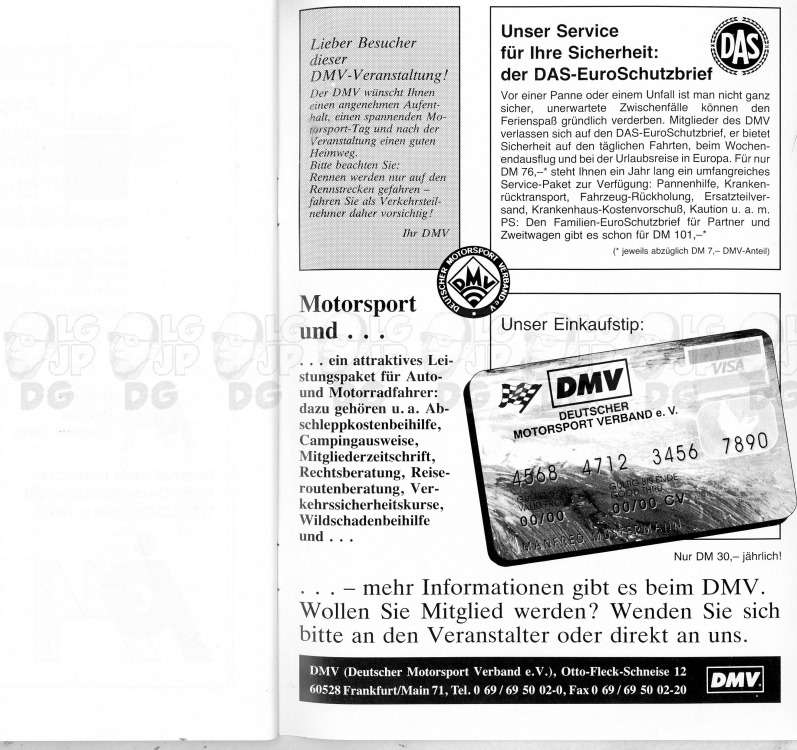 Lieber Besucher
dieser
DMV-Veranstaltung!
Der DMV wünscht Ihnen
einen angenehmen Aufent-
halt, einen spannenden Mo-
torsport-Tag und nach der
Veranstaltung einen guten
Heimweg.
Bitte beachten Sie:
Rennen werden nur auf den
Rennstrecken gefahren –
fahren Sie als Verkehrsteil-
nehmer daher vorsichtig!
Ihr DMV
Unser Service
für Ihre Sicherheit:
der DAS-EuroSchutzbrief
DAS
Vor einer Panne oder einem Unfall ist man nicht ganz
sicher, unerwartete Zwischenfälle können den
Ferienspaß gründlich verderben. Mitglieder des DMV
verlassen sich auf den DAS-EuroSchutzbrief, er bietet
Sicherheit auf den täglichen Fahrten, beim Wochen-
endausflug und bei der Urlaubsreise in Europa. Für nur
DM 76,–* steht Ihnen ein Jahr lang ein umfangreiches
Service-Paket zur Verfügung: Pannenhilfe, Kranken-
rücktransport, Fahrzeug-Rückholung, Ersatzteilver-
sand, Krankenhaus-Kostenvorschuß, Kaution u. a. m.
PS: Den Familien-EuroSchutzbrief für Partner und
Zweitwagen gibt es schon für DM 101,–*
(* jeweils abzüglich DM 7,– DMV-Anteil)
DEUTSCHER MOTORSPORT VERBAND e.V.
DMV
Motorsport
und . . .
. . . ein attraktives Lei-
stungspaket für Auto-
und Motorradfahrer:
dazu gehören u. a. Ab-
schleppkostenbeihilfe,
Campingausweise,
Mitgliederzeitschrift,
Rechtsberatung, Reise-
routenberatung, Ver-
kehrssicherheitskurse,
Wildschadenbeihilfe
und . . .
Unser Einkaufstip:
VISA
DMV
DEUTSCHER
MOTORSPORT VERBAND e. V.
4568 4712 3456 7890
00/00 00/00 CV
MANFRED MUSTERMANN
Nur DM 30,– jährlich!
. . . – mehr Informationen gibt es beim DMV.
Wollen Sie Mitglied werden? Wenden Sie sich
bitte an den Veranstalter oder direkt an uns.
DMV (Deutscher Motorsport Verband e.V.), Otto-Fleck-Schneise 12
60528 Frankfurt/Main 71, Tel. 0 69 / 69 50 02-0, Fax 0 69 / 69 50 02-20
DMV
LG JP DG